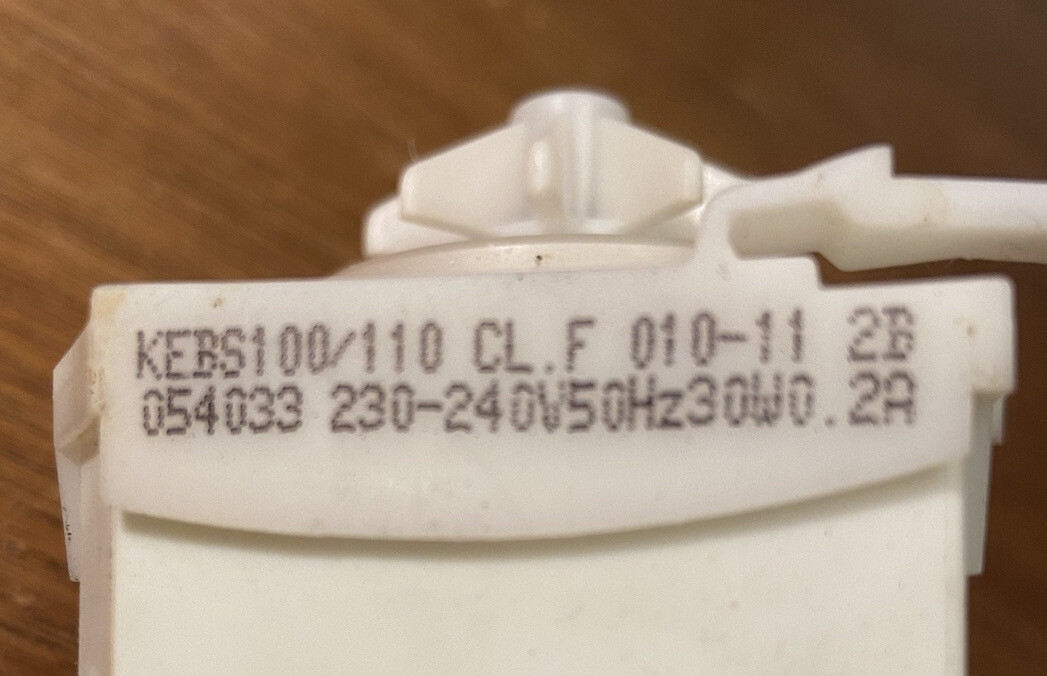 KEBS100/110 CL.F 010-11 2B
054033 230-240V50Hz30W0.2A